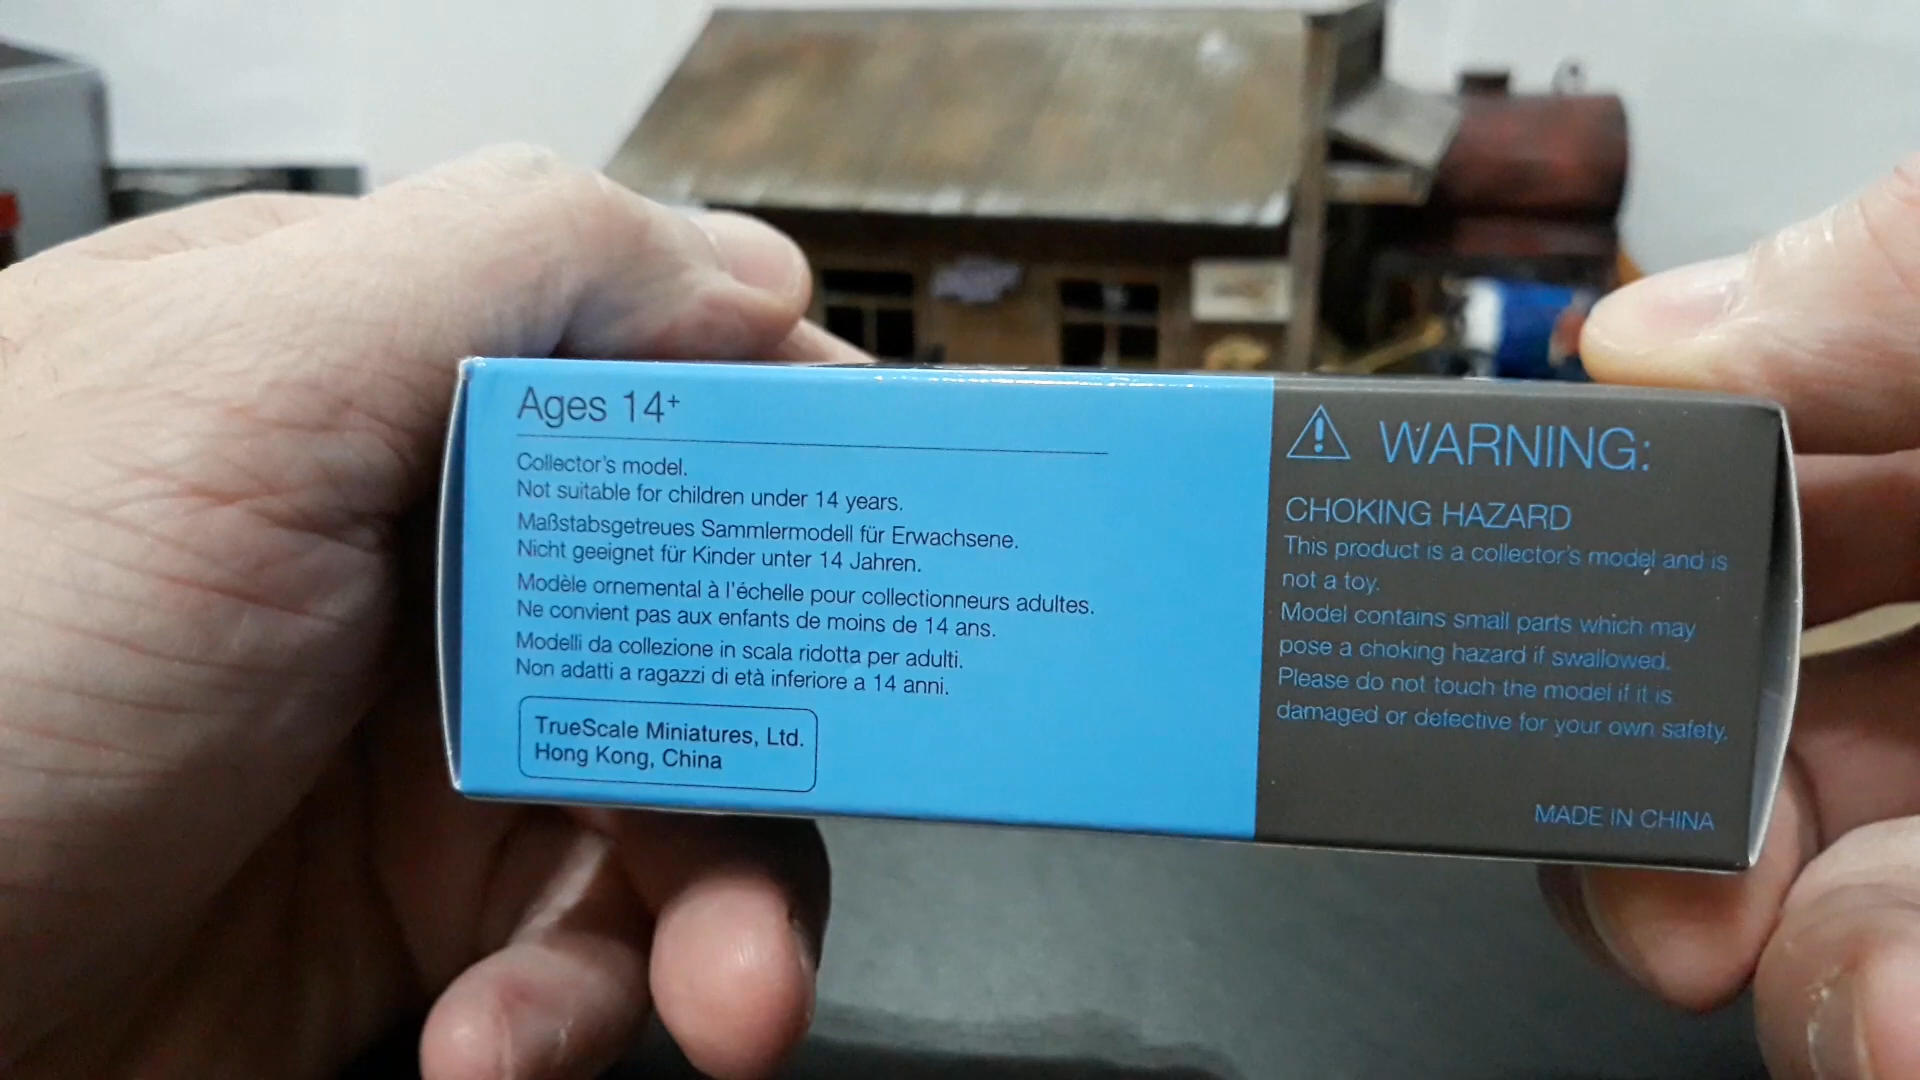 Ages 14+
Collector's model.
Not suitable for children under 14 years.
Maßstabsgetreues Sammlermodell für Erwachsene.
Nicht geeignet für Kinder unter 14 Jahren.
Modèle ornemental à l'échelle pour collectionneurs adultes.
Ne convient pas aux enfants de moins de 14 ans.
Modelli da collezione in scala ridotta per adulti.
Non adatti a ragazzi di età inferiore a 14 anni.
TrueScale Miniatures, Ltd.
Hong Kong, China
WARNING:
CHOKING HAZARD
This product is a collector's model and is
not a toy.
Model contains small parts which may
pose a choking hazard if swallowed.
Please do not touch the model if it is
damaged or defective for your own safety.
MADE IN CHINA